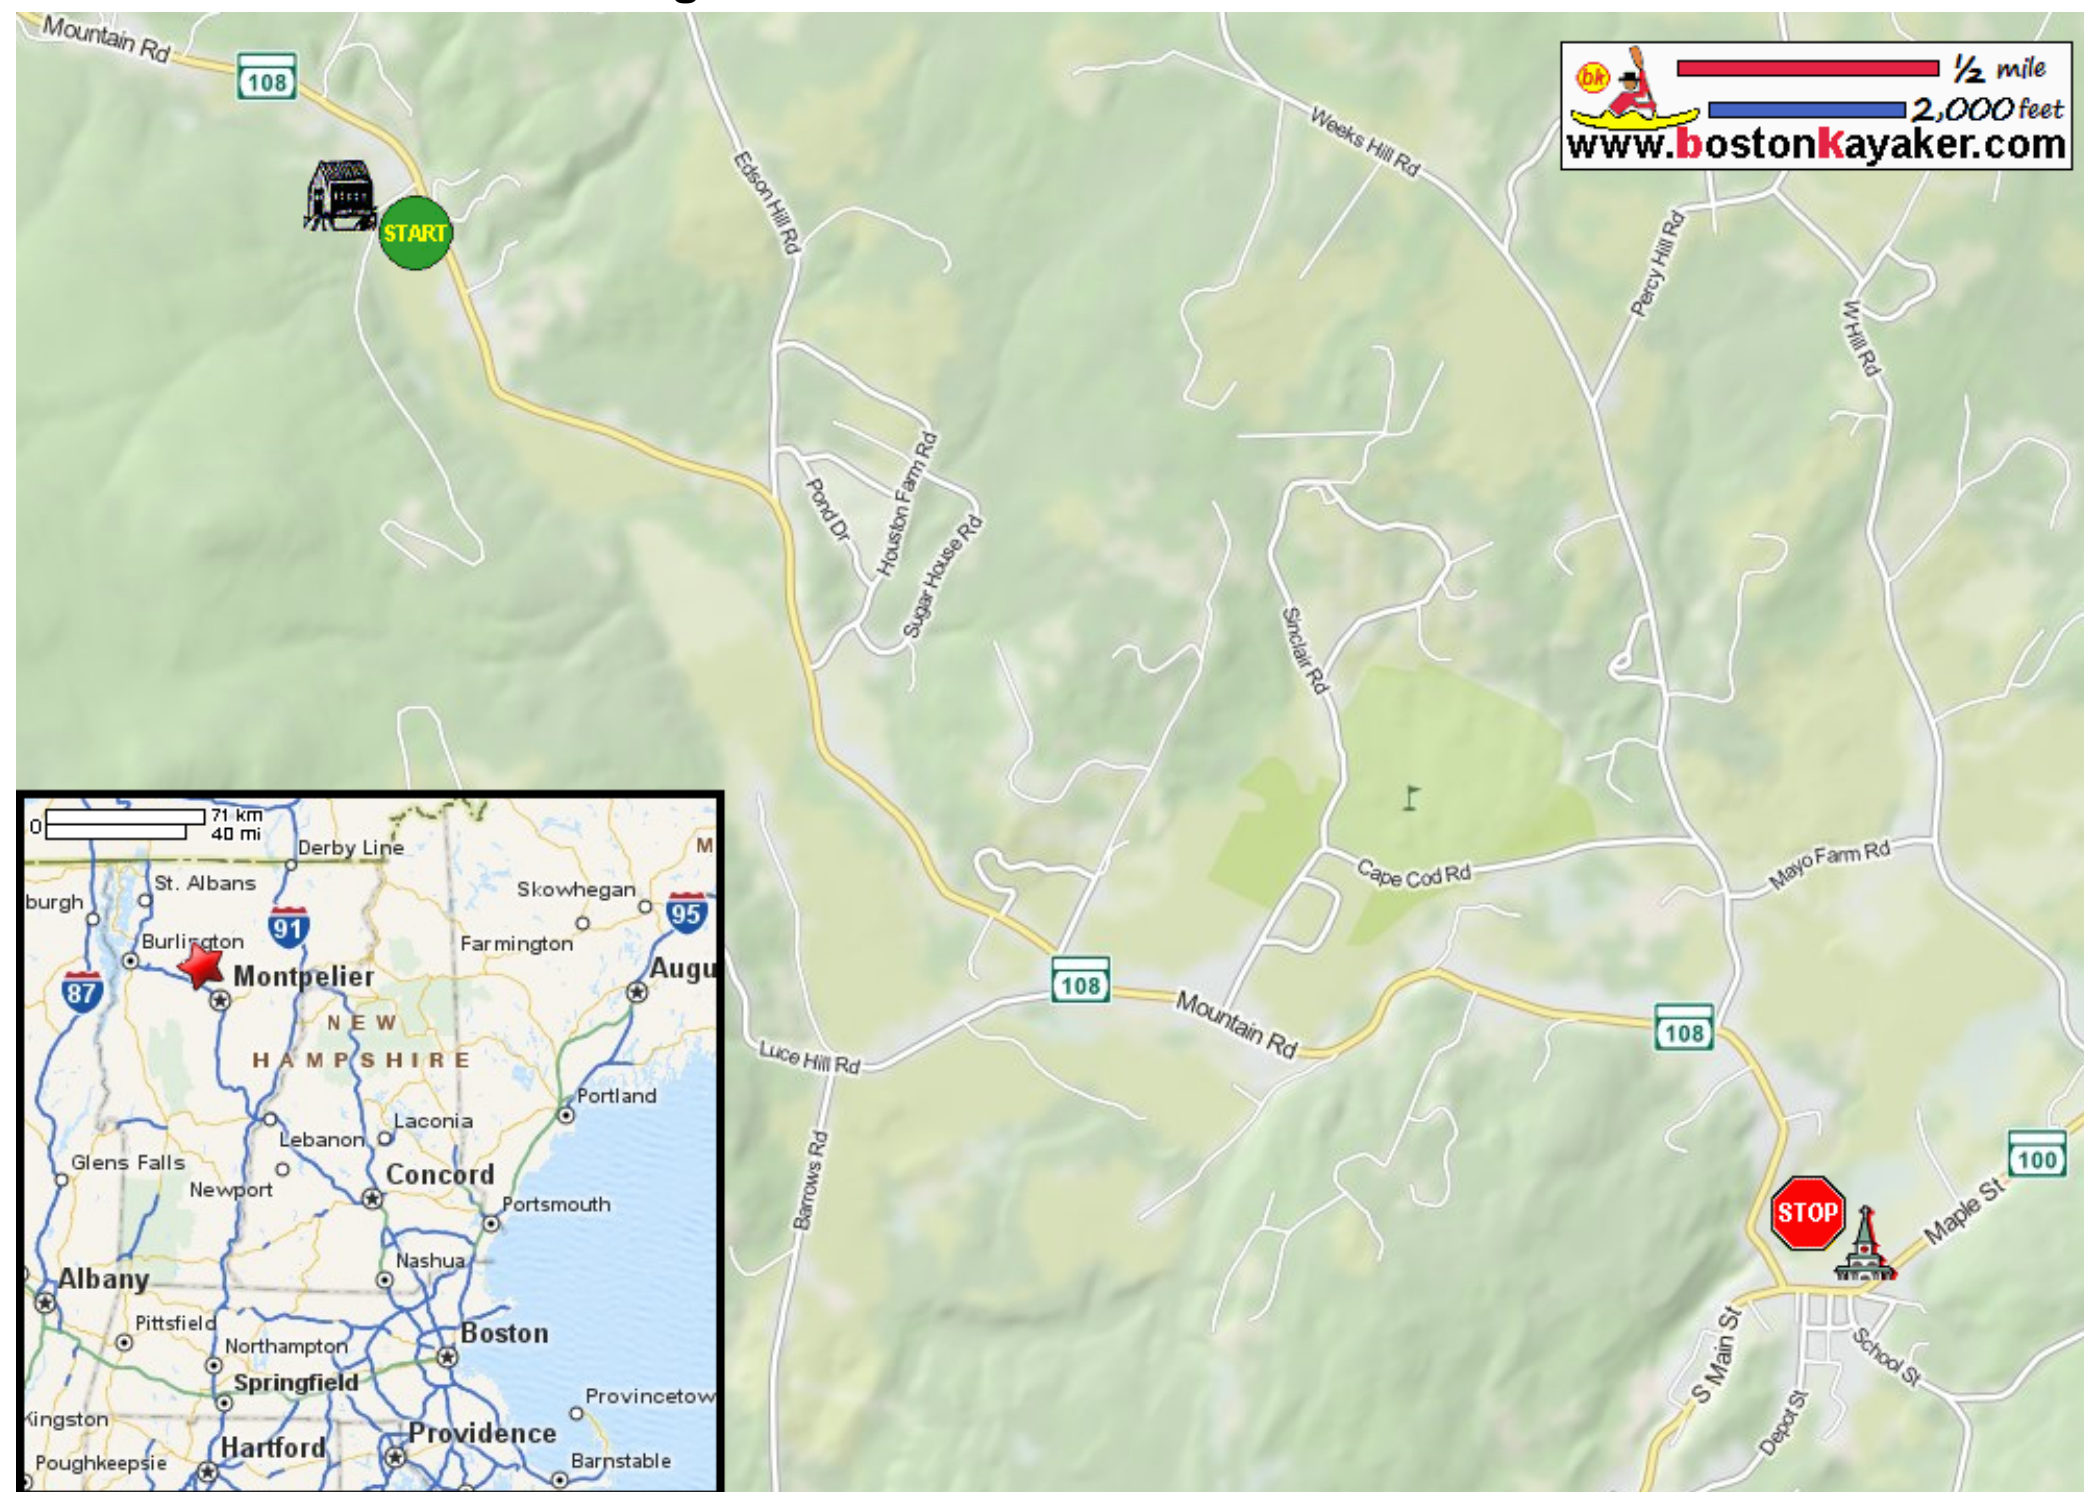 g
Mountain Rd
108
START
Edson Hill Rd
Weeks Hill Rd
bk
½ mile
2,000 feet
www.bostonkayaker.com
Percy Hill Rd
W Hill Rd
Pond Dr
Houston Farm Rd
Sugar House Rd
Sinclair Rd
Cape Cod Rd
Mayo Farm Rd
108
Mountain Rd
108
Luce Hill Rd
Barrows Rd
100
STOP
Maple St
S Main St
School St
Depot St
0
71 km
40 mi
Derby Line
M
St. Albans
Skowhegan
burgh
95
91
Burlington
Farmington
Augu
87
Montpelier
NEW
HAMPSHIRE
Portland
Laconia
Lebanon
Glens Falls
Concord
Newport
Portsmouth
Nashua
Albany
Pittsfield
Boston
Northampton
Springfield
Provincetow
Kingston
Providence
Hartford
Poughkeepsie
Barnstable